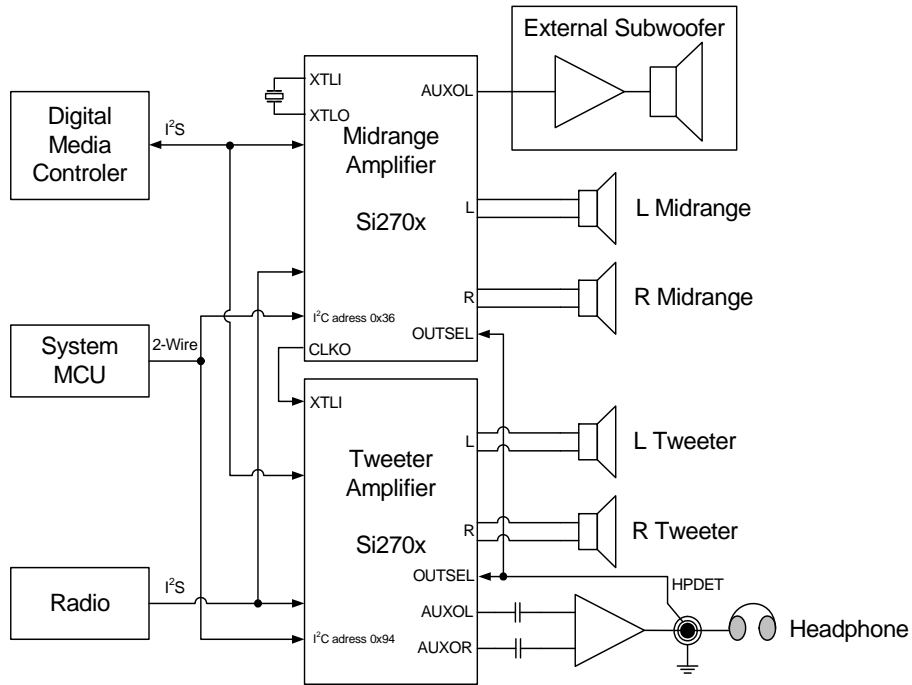 External Subwoofer
XTLI
AUXOL
XTLO
Digital
Media
Controler
I²S
Midrange
Amplifier
Si270x
L
L Midrange
R
R Midrange
I²C adress 0x36
OUTSEL
System
MCU
2-Wire
CLKO
XTLI
L
L Tweeter
Tweeter
Amplifier
Si270x
R
R Tweeter
OUTSEL
HPDET
Radio
I²S
AUXOL
I²C adress 0x94
AUXOR
Headphone